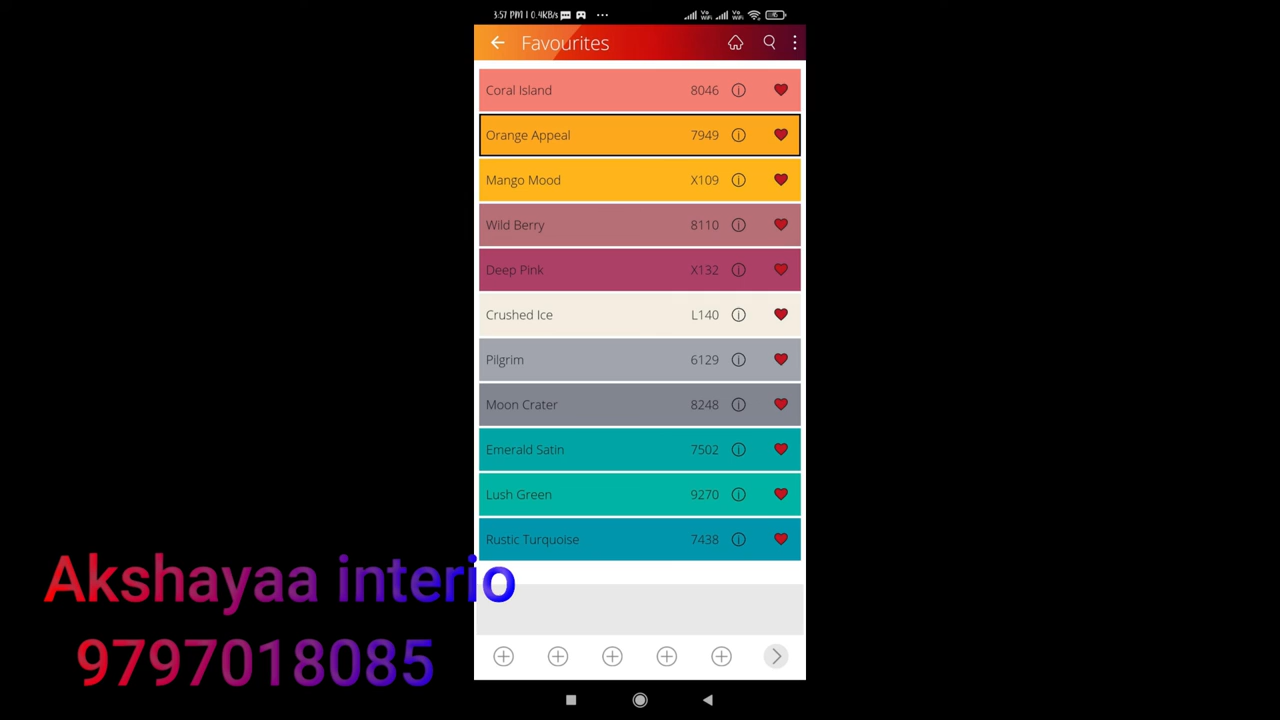 3:57 PM | 0.4KB/s
Favourites
Coral Island 8046
Orange Appeal 7949
Mango Mood X109
Wild Berry 8110
Deep Pink X132
Crushed Ice L140
Pilgrim 6129
Moon Crater 8248
Emerald Satin 7502
Lush Green 9270
Rustic Turquoise 7438
Akshayaa interio
9797018085